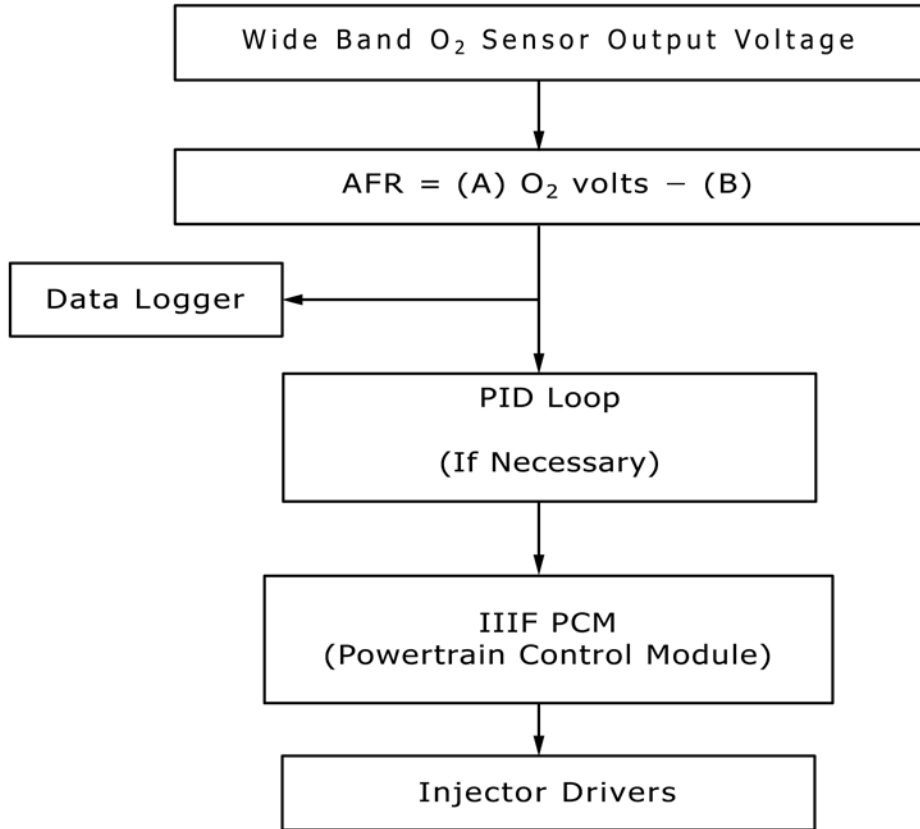 Wide Band O₂ Sensor Output Voltage
AFR = (A) O₂ volts − (B)
Data Logger
PID Loop
(If Necessary)
IIIF PCM
(Powertrain Control Module)
Injector Drivers